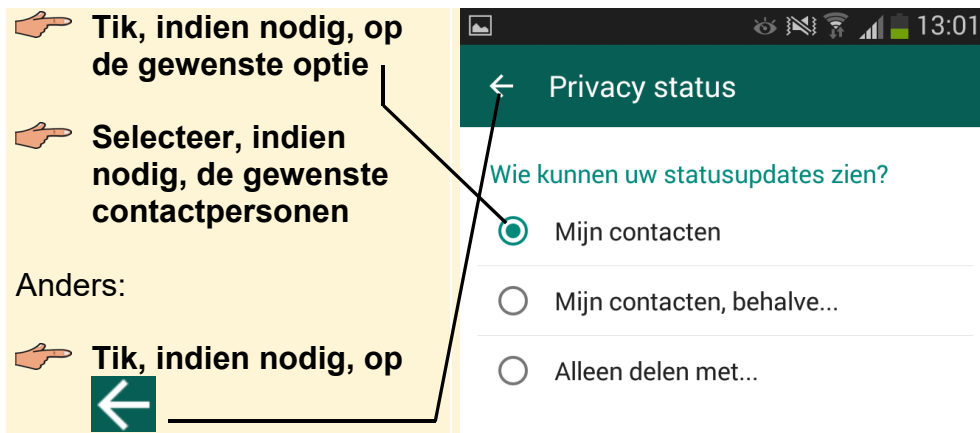 Tik, indien nodig, op
de gewenste optie
Selecteer, indien
nodig, de gewenste
contactpersonen
Anders:
Tik, indien nodig, op
13:01
Privacy status
Wie kunnen uw statusupdates zien?
Mijn contacten
Mijn contacten, behalve...
Alleen delen met...